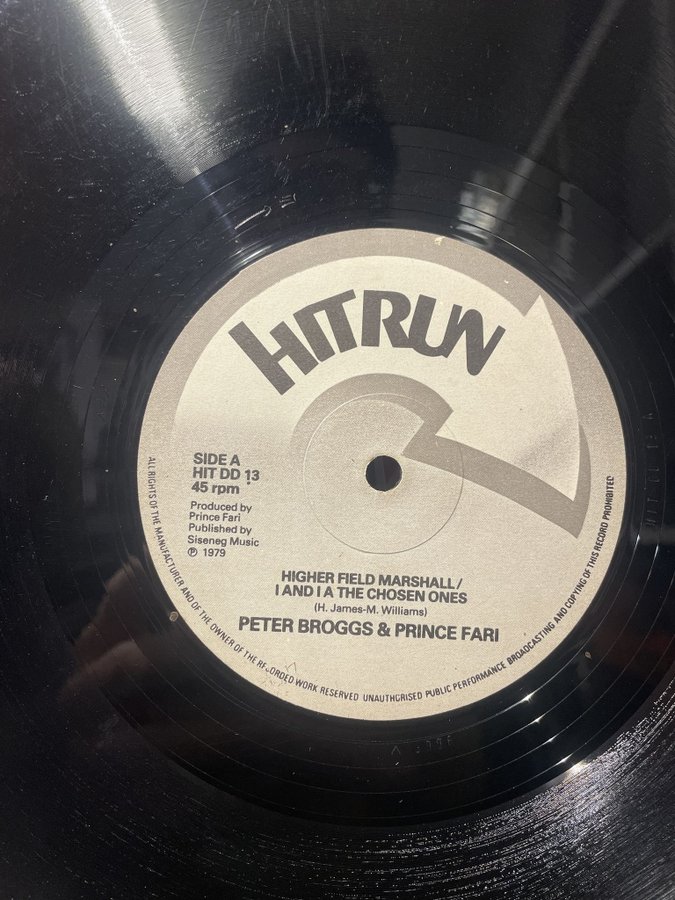 HITRUN
SIDE A
HIT DD 13
45 rpm
Produced by
Prince Fari
Published by
Siseneg Music
℗ 1979
HIGHER FIELD MARSHALL/
I AND I A THE CHOSEN ONES
(H. James-M. Williams)
PETER BROGGS & PRINCE FARI
ALL RIGHTS OF THE MANUFACTURER AND OF THE OWNER OF THE RECORDED WORK RESERVED UNAUTHORISED PUBLIC PERFORMANCE BROADCASTING AND COPYING OF THIS RECORD PROHIBITED